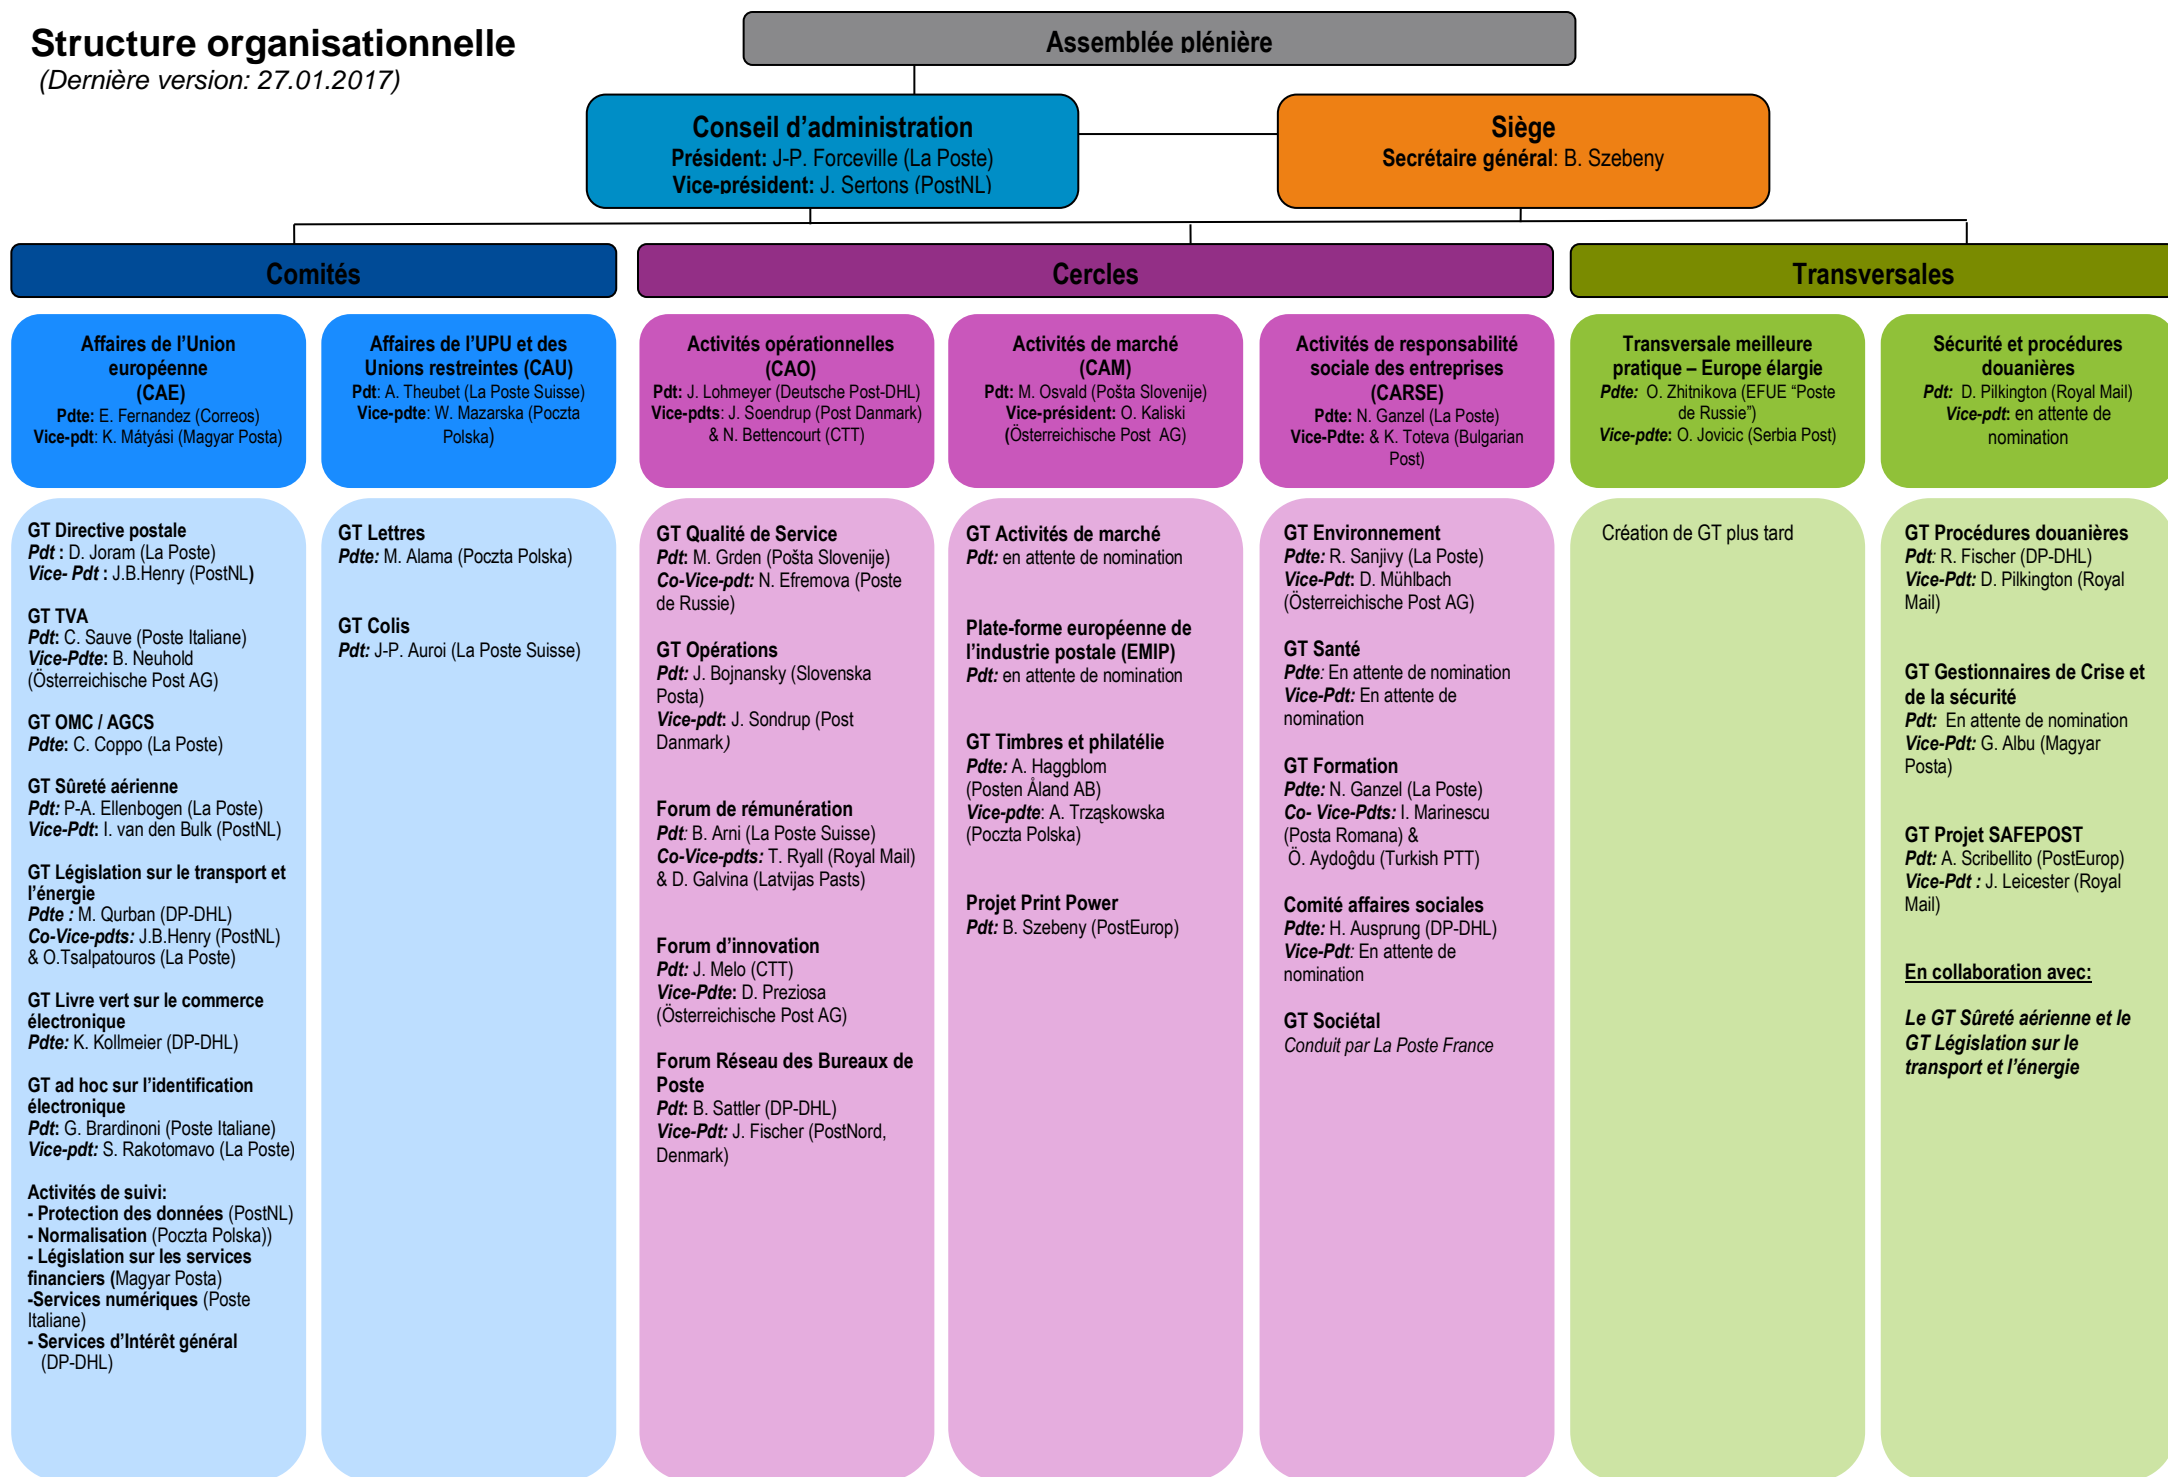 Structure organisationnelle
(Dernière version: 27.01.2017)
Assemblée plénière
Conseil d’administration
Président: J-P. Forceville (La Poste)
Vice-président: J. Sertons (PostNL)
Siège
Secrétaire général: B. Szebeny
Comités
Cercles
Transversales
Affaires de l’Union
européenne
(CAE)
Pdte: E. Fernandez (Correos)
Vice-pdt: K. Mátyási (Magyar Posta)
Affaires de l’UPU et des
Unions restreintes (CAU)
Pdt: A. Theubet (La Poste Suisse)
Vice-pdte: W. Mazarska (Poczta
Polska)
Activités opérationnelles
(CAO)
Pdt: J. Lohmeyer (Deutsche Post-DHL)
Vice-pdts: J. Soendrup (Post Danmark)
& N. Bettencourt (CTT)
Activités de marché
(CAM)
Pdt: M. Osvald (Pošta Slovenije)
Vice-président: O. Kaliski
(Österreichische Post AG)
Activités de responsabilité
sociale des entreprises
(CARSE)
Pdte: N. Ganzel (La Poste)
Vice-Pdte: & K. Toteva (Bulgarian
Post)
Transversale meilleure
pratique – Europe élargie
Pdte: O. Zhitnikova (EFUE “Poste
de Russie”)
Vice-pdte: O. Jovicic (Serbia Post)
Sécurité et procédures
douanières
Pdt: D. Pilkington (Royal Mail)
Vice-pdt: en attente de
nomination
GT Directive postale
Pdt : D. Joram (La Poste)
Vice- Pdt : J.B.Henry (PostNL)
GT TVA
Pdt: C. Sauve (Poste Italiane)
Vice-Pdte: B. Neuhold
(Österreichische Post AG)
GT OMC / AGCS
Pdte: C. Coppo (La Poste)
GT Sûreté aérienne
Pdt: P-A. Ellenbogen (La Poste)
Vice-Pdt: I. van den Bulk (PostNL)
GT Législation sur le transport et
l’énergie
Pdte : M. Qurban (DP-DHL)
Co-Vice-pdts: J.B.Henry (PostNL)
& O.Tsalpatouros (La Poste)
GT Livre vert sur le commerce
électronique
Pdte: K. Kollmeier (DP-DHL)
GT ad hoc sur l’identification
électronique
Pdt: G. Brardinoni (Poste Italiane)
Vice-pdt: S. Rakotomavo (La Poste)
Activités de suivi:
- Protection des données (PostNL)
- Normalisation (Poczta Polska))
- Législation sur les services
financiers (Magyar Posta)
-Services numériques (Poste
Italiane)
- Services d’Intérêt général
(DP-DHL)
GT Lettres
Pdte: M. Alama (Poczta Polska)
GT Colis
Pdt: J-P. Auroi (La Poste Suisse)
GT Qualité de Service
Pdt: M. Grden (Pošta Slovenije)
Co-Vice-pdt: N. Efremova (Poste
de Russie)
GT Opérations
Pdt: J. Bojnansky (Slovenska
Posta)
Vice-pdt: J. Sondrup (Post
Danmark)
Forum de rémunération
Pdt: B. Arni (La Poste Suisse)
Co-Vice-pdts: T. Ryall (Royal Mail)
& D. Galvina (Latvijas Pasts)
Forum d’innovation
Pdt: J. Melo (CTT)
Vice-Pdte: D. Preziosa
(Österreichische Post AG)
Forum Réseau des Bureaux de
Poste
Pdt: B. Sattler (DP-DHL)
Vice-Pdt: J. Fischer (PostNord,
Denmark)
GT Activités de marché
Pdt: en attente de nomination
Plate-forme européenne de
l’industrie postale (EMIP)
Pdt: en attente de nomination
GT Timbres et philatélie
Pdte: A. Haggblom
(Posten Åland AB)
Vice-pdte: A. Trząskowska
(Poczta Polska)
Projet Print Power
Pdt: B. Szebeny (PostEurop)
GT Environnement
Pdte: R. Sanjivy (La Poste)
Vice-Pdt: D. Mühlbach
(Österreichische Post AG)
GT Santé
Pdte: En attente de nomination
Vice-Pdt: En attente de
nomination
GT Formation
Pdte: N. Ganzel (La Poste)
Co- Vice-Pdts: I. Marinescu
(Posta Romana) &
Ö. Aydoĝdu (Turkish PTT)
Comité affaires sociales
Pdte: H. Ausprung (DP-DHL)
Vice-Pdt: En attente de
nomination
GT Sociétal
Conduit par La Poste France
Création de GT plus tard
GT Procédures douanières
Pdt: R. Fischer (DP-DHL)
Vice-Pdt: D. Pilkington (Royal
Mail)
GT Gestionnaires de Crise et
de la sécurité
Pdt: En attente de nomination
Vice-Pdt: G. Albu (Magyar
Posta)
GT Projet SAFEPOST
Pdt: A. Scribellito (PostEurop)
Vice-Pdt : J. Leicester (Royal
Mail)
En collaboration avec:
Le GT Sûreté aérienne et le
GT Législation sur le
transport et l’énergie